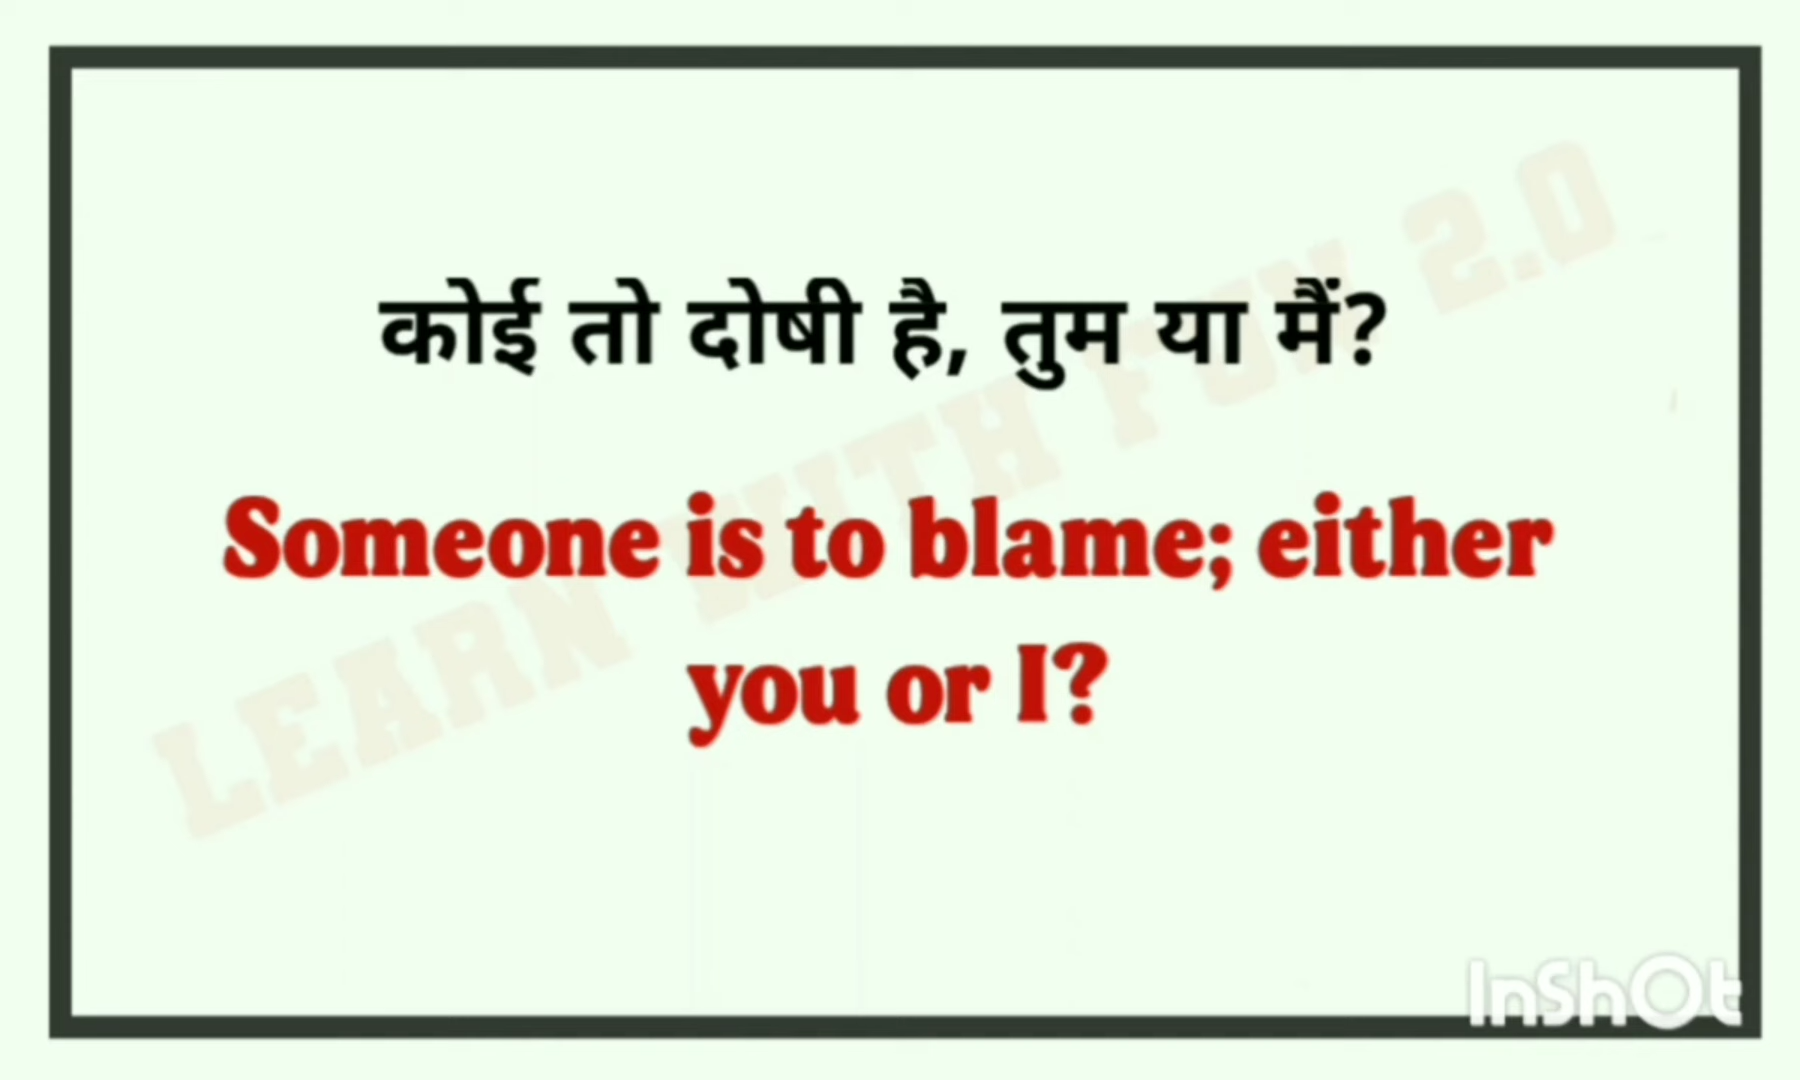 कोई तो दोषी है, तुम या मैं?
Someone is to blame; either
you or I?
LEARN WITH FUN 2.0
InShOt